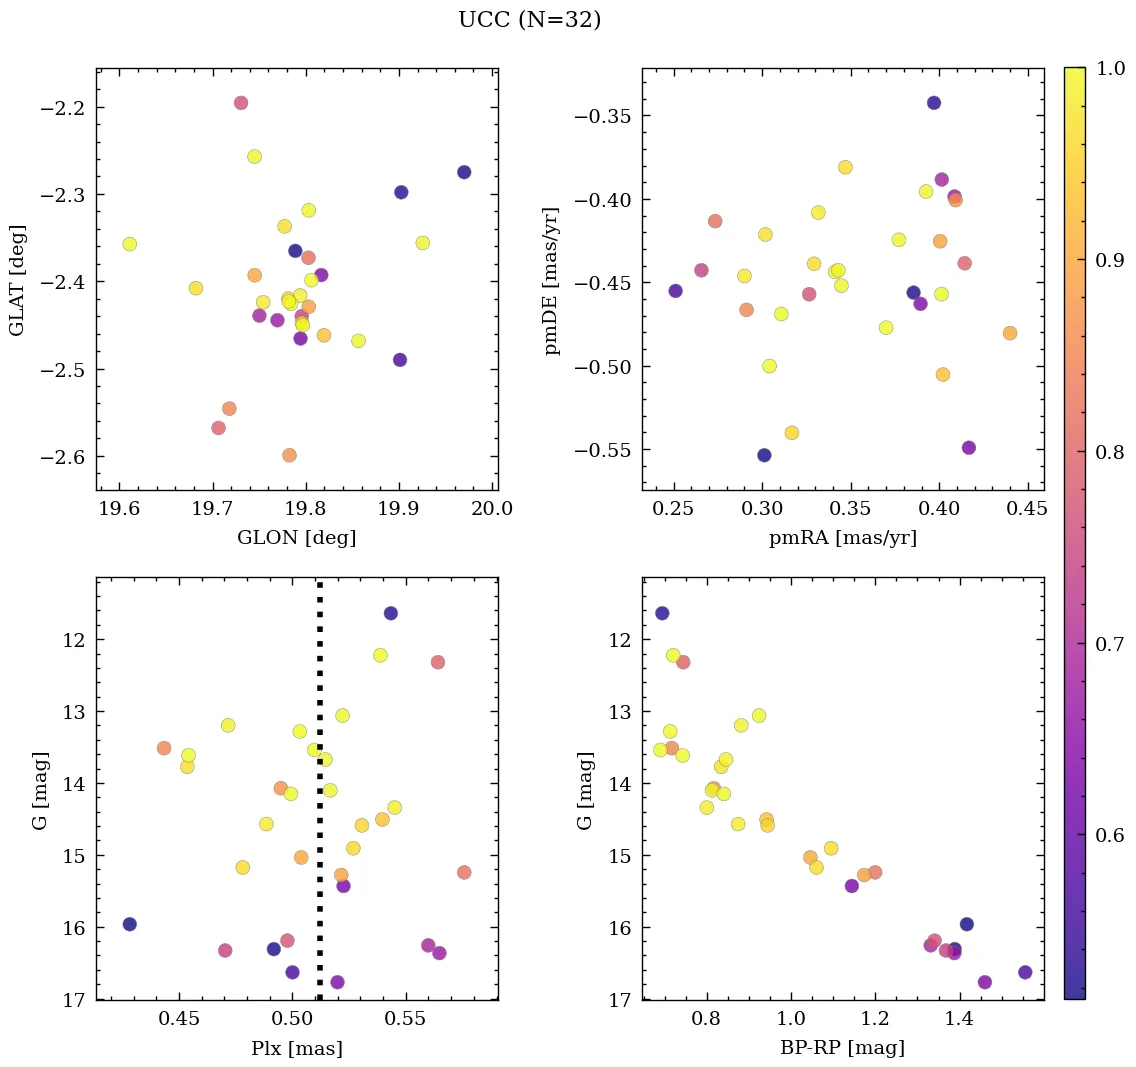 UCC (N=32)
−2.2
−2.3
−2.4
−2.5
−2.6
GLAT [deg]
19.6 19.7 19.8 19.9 20.0
GLON [deg]
−0.35
−0.40
−0.45
−0.50
−0.55
pmDE [mas/yr]
0.25 0.30 0.35 0.40 0.45
pmRA [mas/yr]
1.0
0.9
0.8
0.7
0.6
12
13
14
15
16
17
G [mag]
0.45 0.50 0.55
Plx [mas]
12
13
14
15
16
17
G [mag]
0.8 1.0 1.2 1.4
BP-RP [mag]